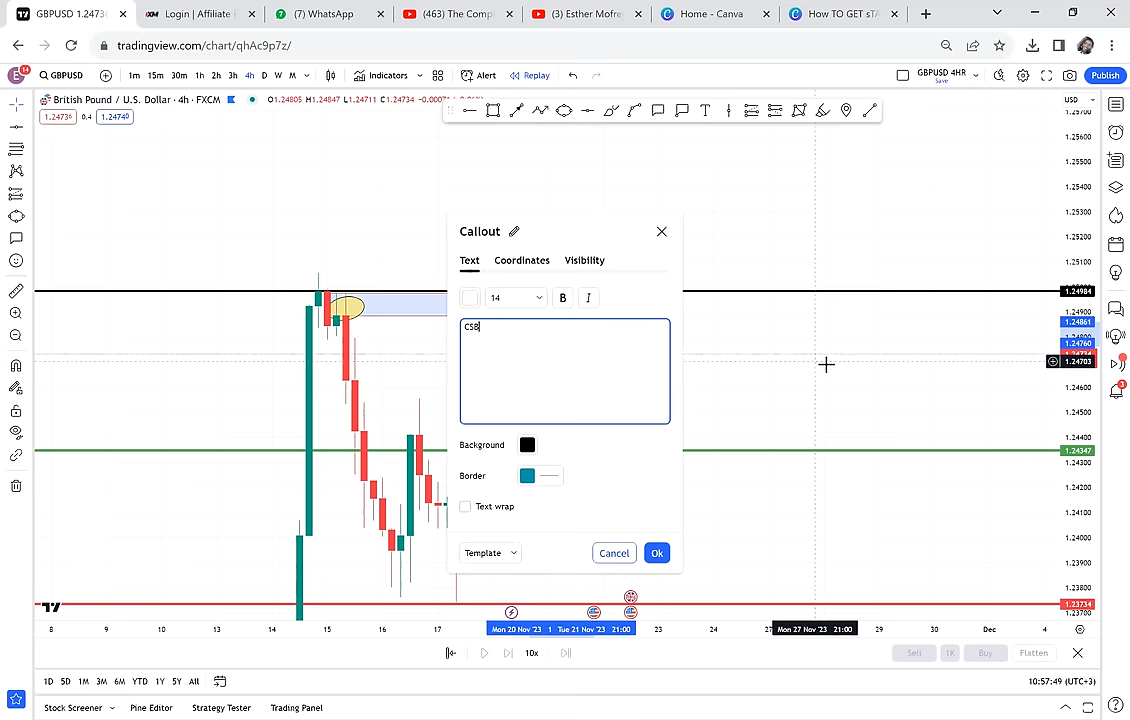 GBPUSD 1.2473
Login | Affiliate
(7) WhatsApp
(463) The Comp
(3) Esther Mofre
Home - Canva
How TO GET sTA
tradingview.com/chart/qhAc9p7z/
E
14
GBPUSD
1m 15m 30m 1h 2h 3h 4h D W M
Indicators
Alert
Replay
GBPUSD 4HR
Save
Publish
British Pound / U.S. Dollar · 4h · FXCM
O1.24805 H1.24847 L1.24711 C1.24734
1.24736 0.4 1.24740
USD
1.25700
1.25600
1.25500
1.25400
1.25300
1.25200
1.25100
1.24984
1.24900
1.24861
1.24760
1.24703
1.24600
1.24500
1.24400
1.24347
1.24300
1.24200
1.24100
1.24000
1.23900
1.23800
1.23734
1.23700
Callout
Text Coordinates Visibility
14 B I
CSB
Background
Border
Text wrap
Template
Cancel
Ok
8 9 10 13 14 15 16 17
Mon 20 Nov '23
Tue 21 Nov '23 21:00
23 24 27
Mon 27 Nov '23 21:00
29 30 Dec 4
10x
Sell 1K Buy Flatten
1D 5D 1M 3M 6M YTD 1Y 5Y All
10:57:49 (UTC+3)
Stock Screener Pine Editor Strategy Tester Trading Panel
3